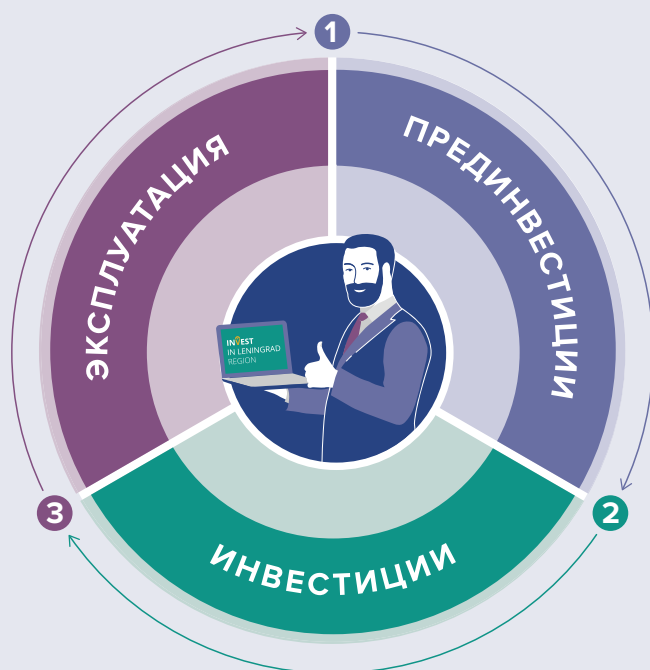 1
ПРЕДИНВЕСТИЦИИ
2
ИНВЕСТИЦИИ
3
ЭКСПЛУАТАЦИЯ
INVEST
IN LENINGRAD
REGION